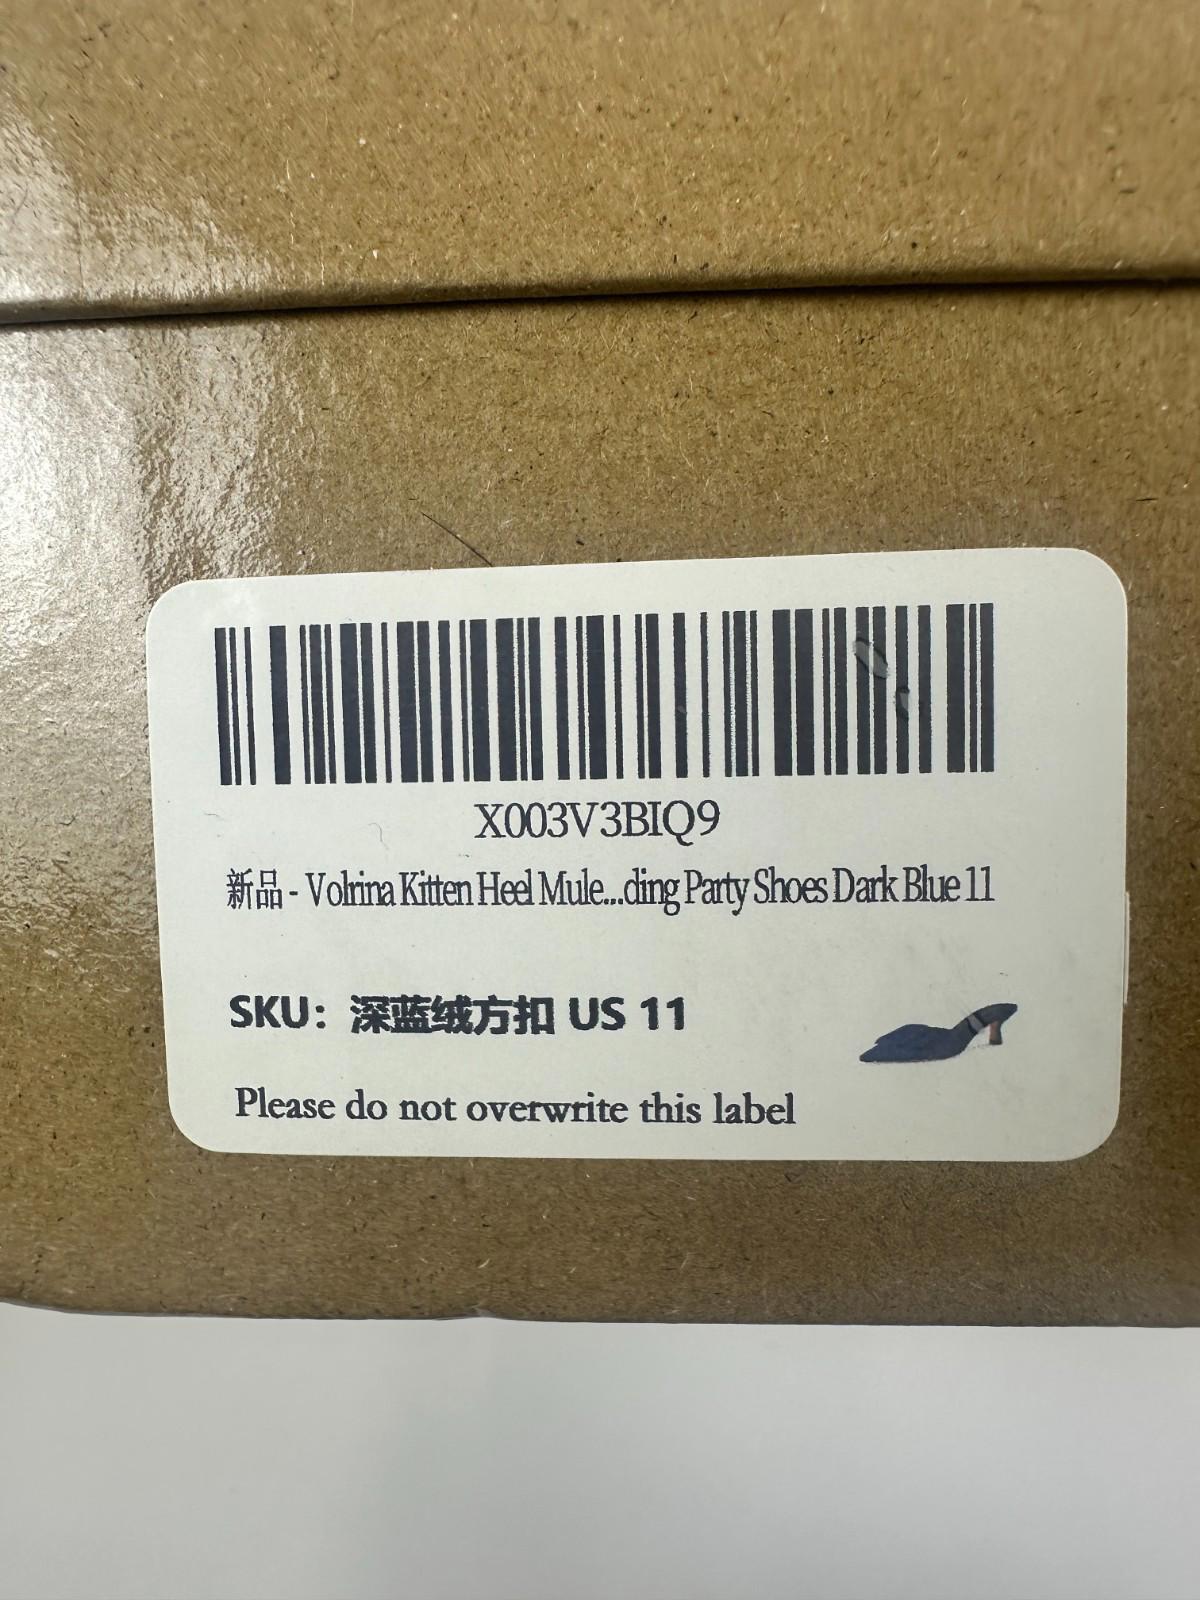 X003V3BIQ9
新品 - Volrina Kitten Heel Mule...ding Party Shoes Dark Blue 11
SKU：深蓝绒方扣 US 11
Please do not overwrite this label